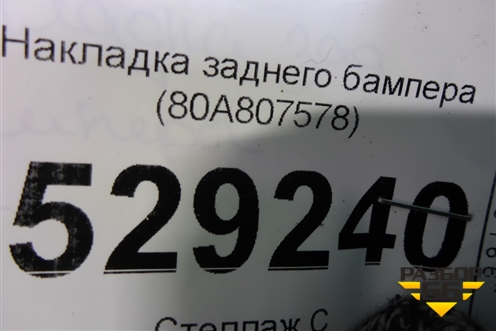 Накладка заднего бампера
(80A807578)
529240
Стеллаж С
РАЗБОР